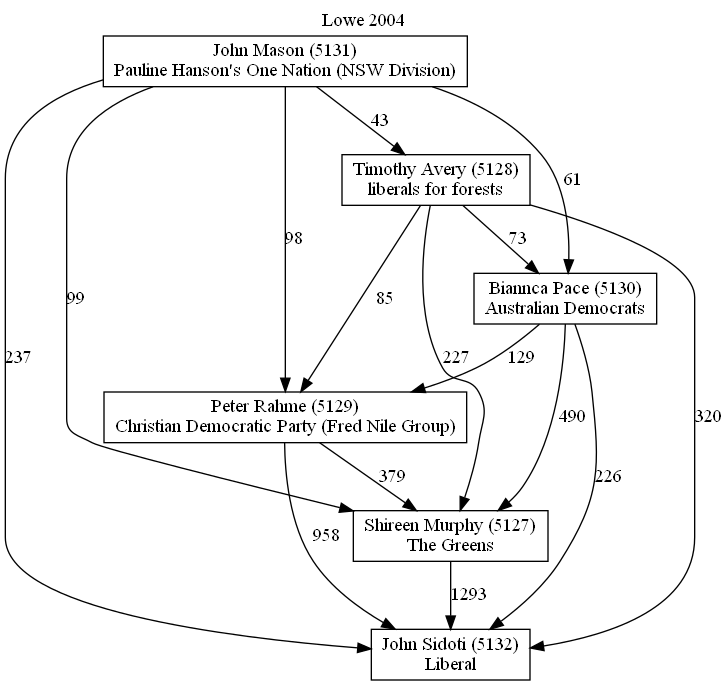 Lowe 2004
John Mason (5131)
Pauline Hanson's One Nation (NSW Division)
43
Timothy Avery (5128)
liberals for forests
61
98
73
99
85
Biannca Pace (5130)
Australian Democrats
237
227
129
320
Peter Rahme (5129)
Christian Democratic Party (Fred Nile Group)
490
379
226
958
Shireen Murphy (5127)
The Greens
1293
John Sidoti (5132)
Liberal